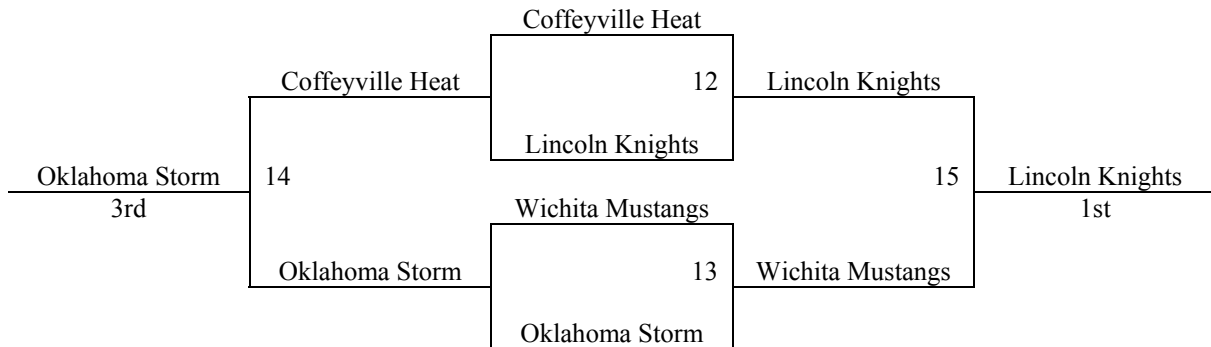 Coffeyville Heat
Coffeyville Heat 12 Lincoln Knights
Lincoln Knights
Oklahoma Storm 14 15 Lincoln Knights
3rd 1st
Wichita Mustangs
Oklahoma Storm 13 Wichita Mustangs
Oklahoma Storm